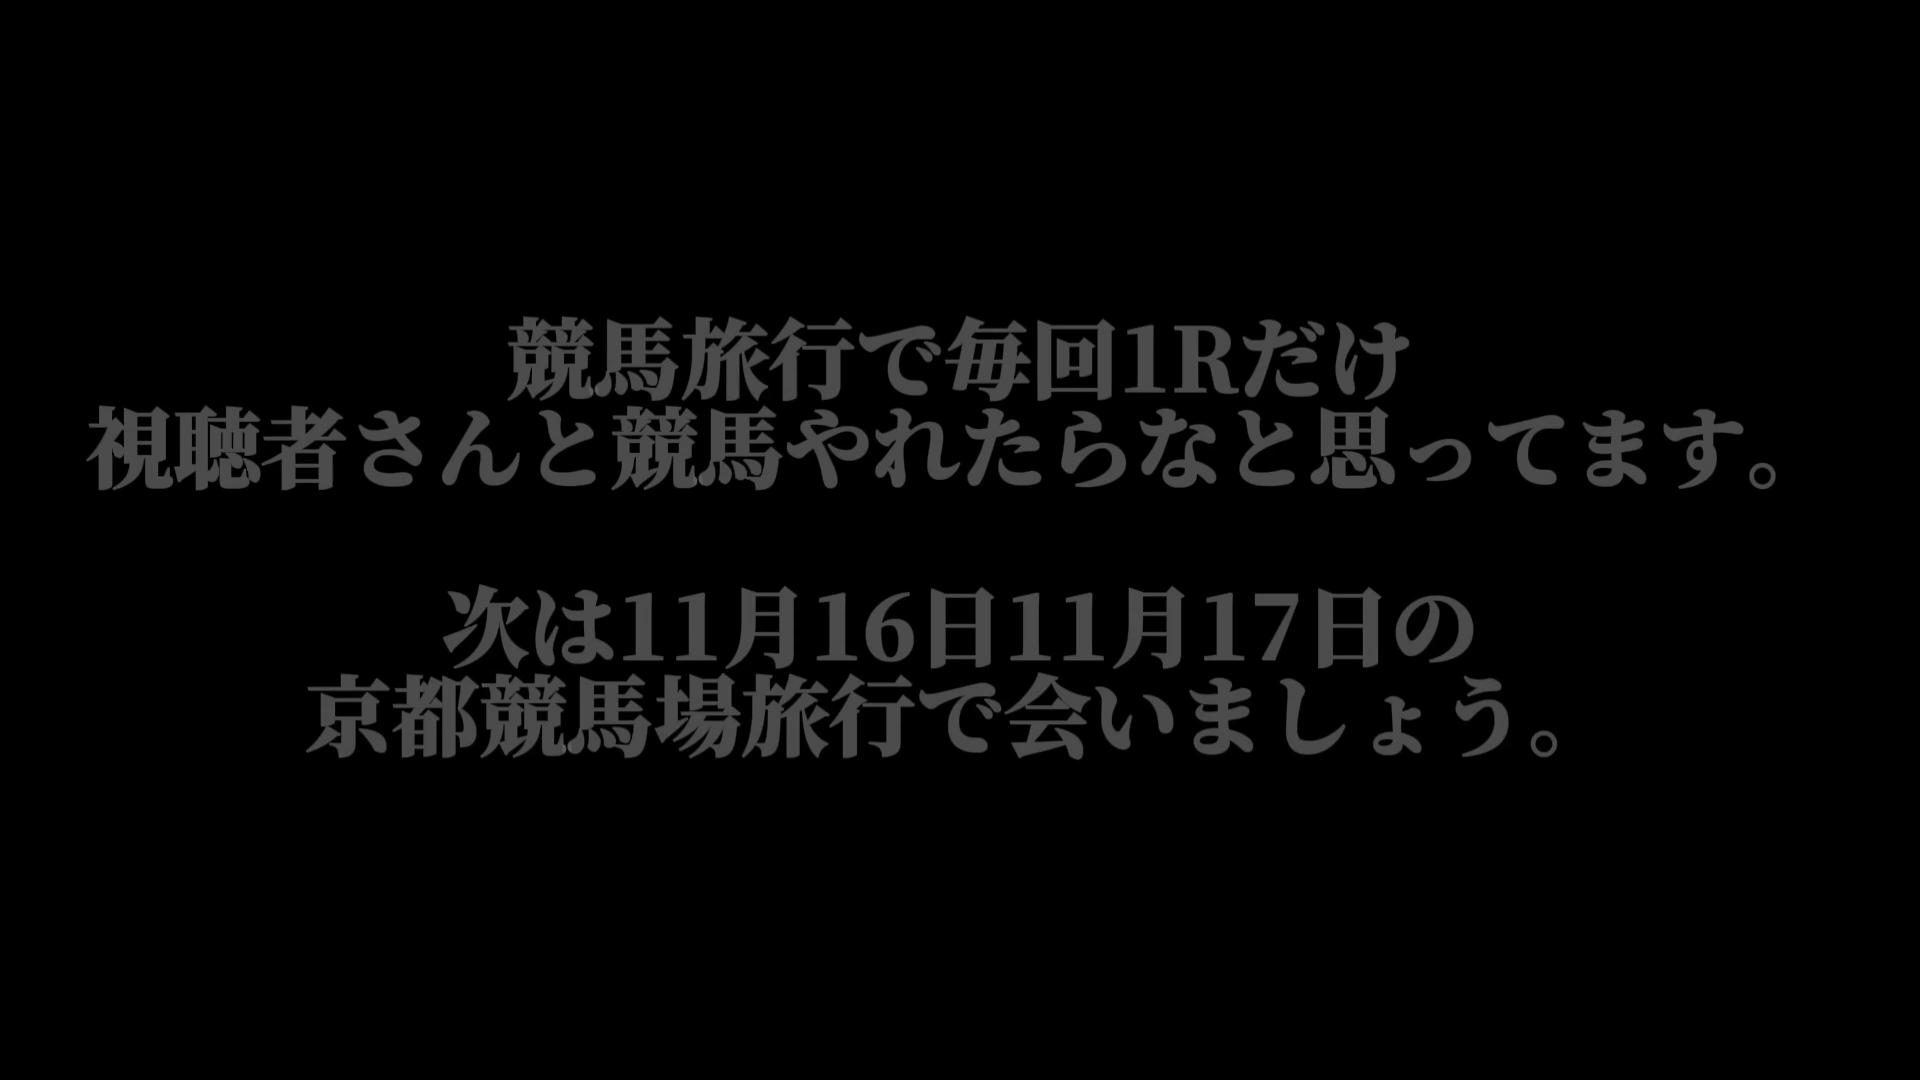 競馬旅行で毎回1Rだけ
視聴者さんと競馬やれたらなと思ってます。
次は11月16日11月17日の
京都競馬場旅行で会いましょう。